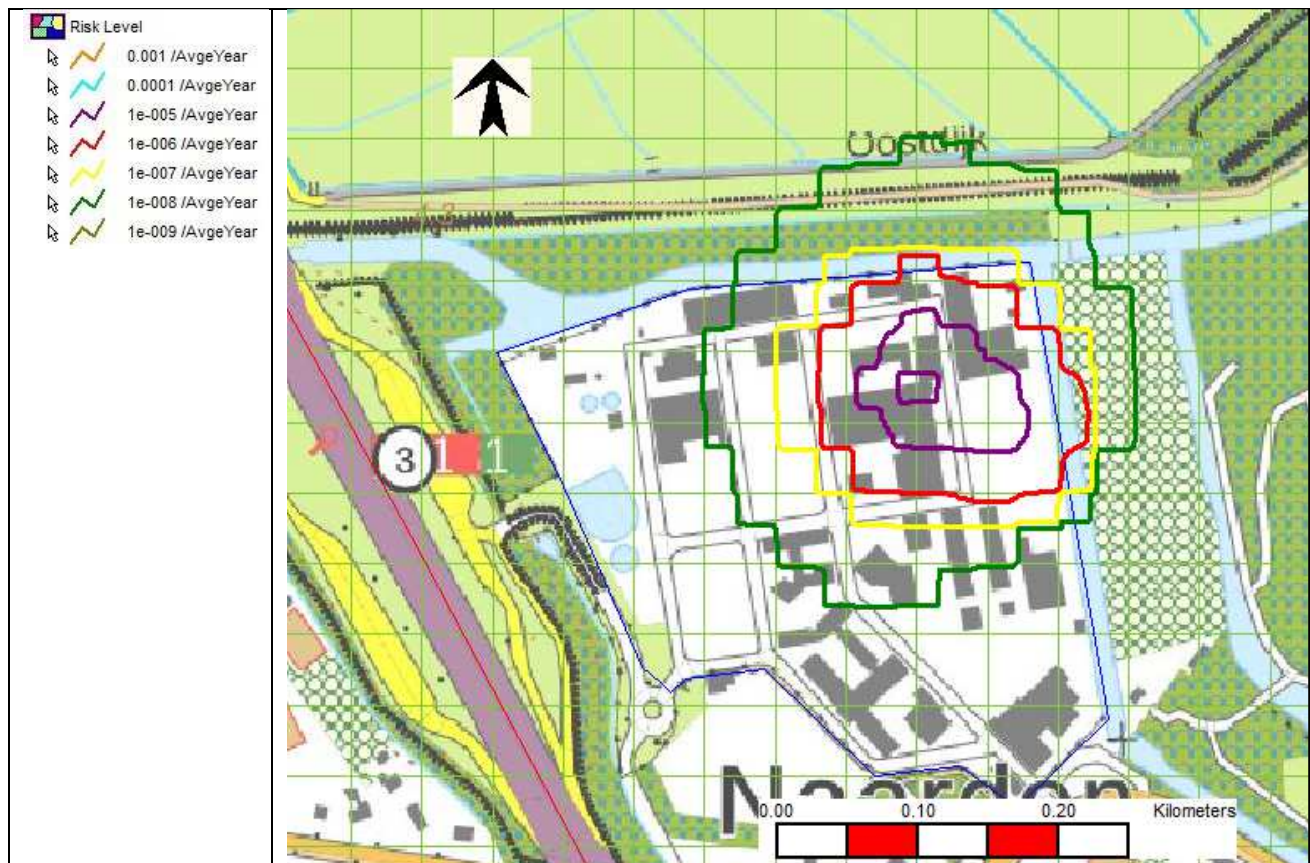 Risk Level
0.001 /AvgeYear
0.0001 /AvgeYear
1e-005 /AvgeYear
1e-006 /AvgeYear
1e-007 /AvgeYear
1e-008 /AvgeYear
1e-009 /AvgeYear
Oostdijk
3 1 1
0.00 0.10 0.20 Kilometers